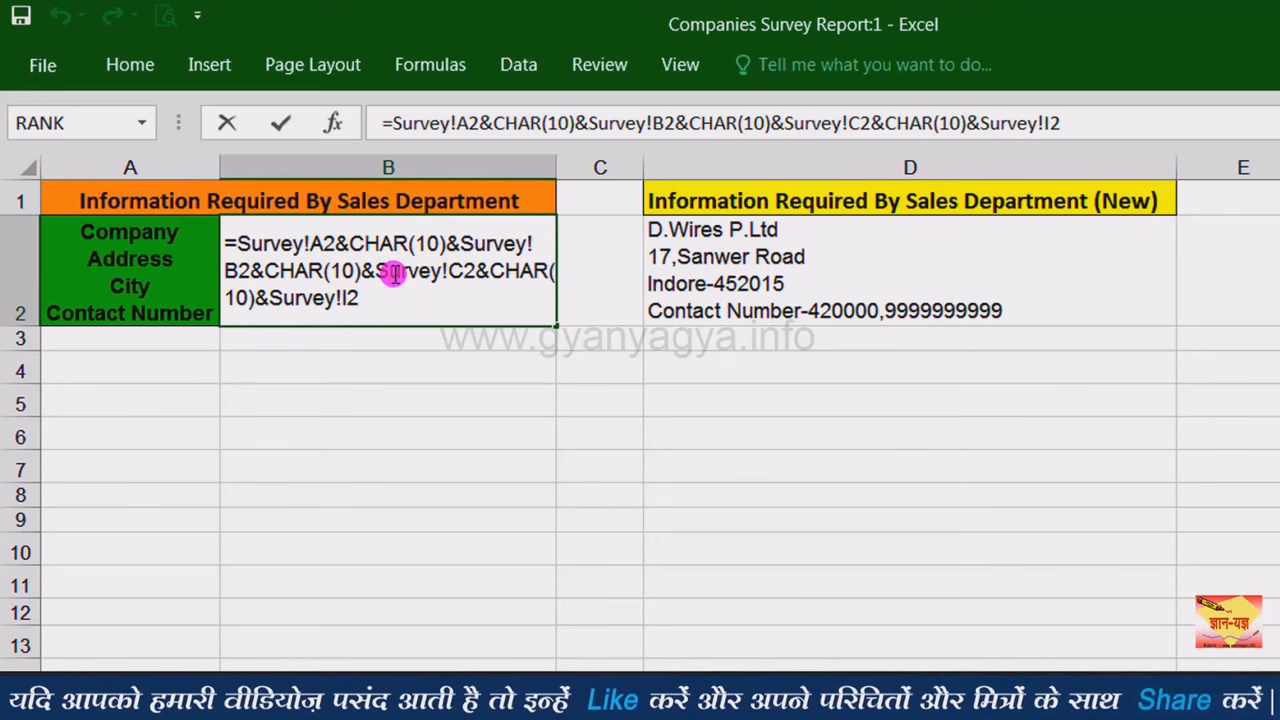 Companies Survey Report:1 - Excel
File Home Insert Page Layout Formulas Data Review View Tell me what you want to do...
RANK fx =Survey!A2&CHAR(10)&Survey!B2&CHAR(10)&Survey!C2&CHAR(10)&Survey!I2
A B C D E
1 Information Required By Sales Department Information Required By Sales Department (New)
Company
Address
City
2 Contact Number
=Survey!A2&CHAR(10)&Survey!
B2&CHAR(10)&Survey!C2&CHAR(
10)&Survey!I2
D.Wires P.Ltd
17,Sanwer Road
Indore-452015
Contact Number-420000,9999999999
www.gyanyagya.info
3
4
5
6
7
8
9
10
11
12
13
ज्ञान-यज्ञ
यदि आपको हमारी वीडियोज़ पसंद आती है तो इन्हें Like करें और अपने परिचितों और मित्रों के साथ Share करें |